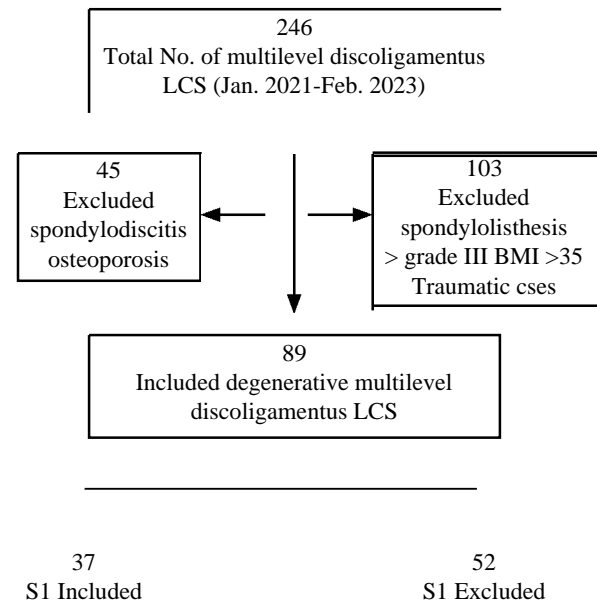 246
Total No. of multilevel discoligamentus
LCS (Jan. 2021-Feb. 2023)
45
Excluded
spondylodiscitis
osteoporosis
103
Excluded
spondylolisthesis
> grade III BMI >35
Traumatic cses
89
Included degenerative multilevel
discoligamentus LCS
37
S1 Included
52
S1 Excluded